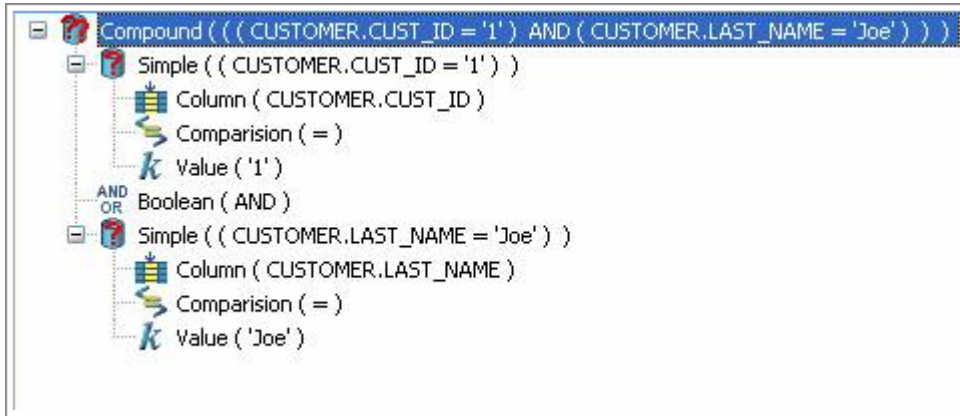 Compound ( ( ( CUSTOMER.CUST_ID = '1' )  AND ( CUSTOMER.LAST_NAME = 'Joe' ) ) )
Simple ( ( CUSTOMER.CUST_ID = '1' ) )
Column ( CUSTOMER.CUST_ID )
Comparision ( = )
k Value ( '1' )
AND OR Boolean ( AND )
Simple ( ( CUSTOMER.LAST_NAME = 'Joe' ) )
Column ( CUSTOMER.LAST_NAME )
Comparision ( = )
k Value ( 'Joe' )